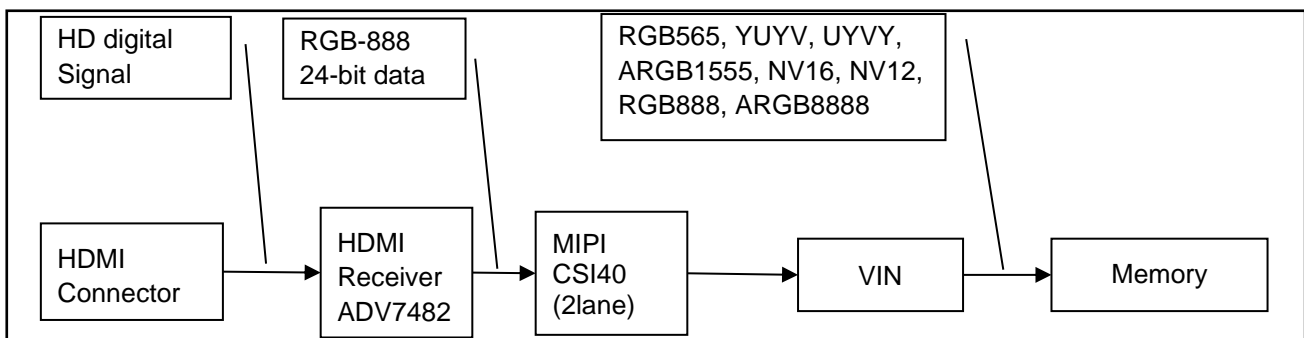 HD digital
Signal
RGB-888
24-bit data
RGB565, YUYV, UYVY,
ARGB1555, NV16, NV12,
RGB888, ARGB8888
HDMI
Connector
HDMI
Receiver
ADV7482
MIPI
CSI40
(2lane)
VIN
Memory